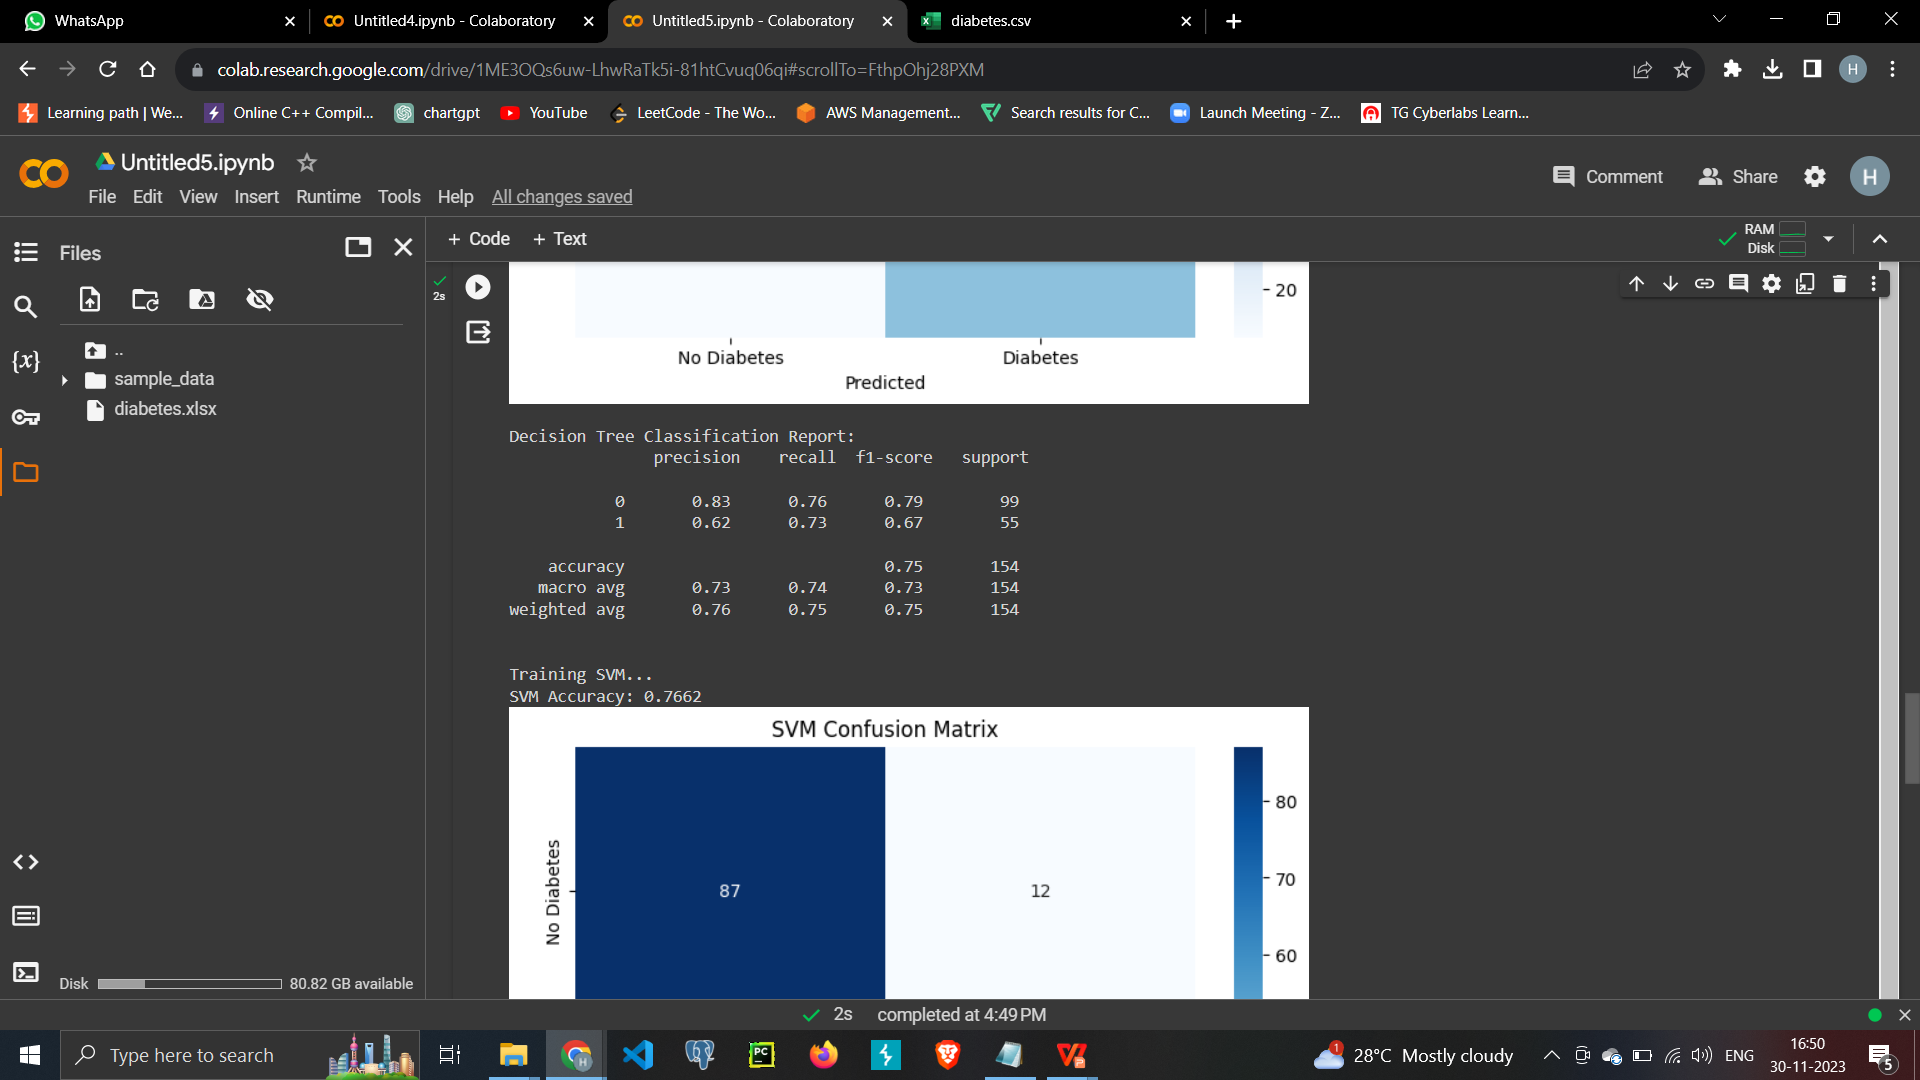 WhatsApp
Untitled4.ipynb - Colaboratory
Untitled5.ipynb - Colaboratory
diabetes.csv
colab.research.google.com/drive/1ME3OQs6uw-LhwRaTk5i-81htCvuq06qi#scrollTo=FthpOhj28PXM
H
Learning path | We...
Online C++ Compil...
chartgpt
YouTube
LeetCode - The Wo...
AWS Management...
Search results for C...
Launch Meeting - Z...
TG Cyberlabs Learn...
Untitled5.ipynb
Comment
Share
H
File Edit View Insert Runtime Tools Help All changes saved
Files
+ Code + Text
RAM
Disk
..
sample_data
diabetes.xlsx
{x}
2s
20
No Diabetes Diabetes
Predicted
Decision Tree Classification Report:
precision recall f1-score support
0 0.83 0.76 0.79 99
1 0.62 0.73 0.67 55
accuracy 0.75 154
macro avg 0.73 0.74 0.73 154
weighted avg 0.76 0.75 0.75 154
Training SVM...
SVM Accuracy: 0.7662
SVM Confusion Matrix
No Diabetes
87 12
80
70
60
Disk 80.82 GB available
2s completed at 4:49 PM
Type here to search
PC
H
1
28°C Mostly cloudy
ENG
16:50
30-11-2023
5